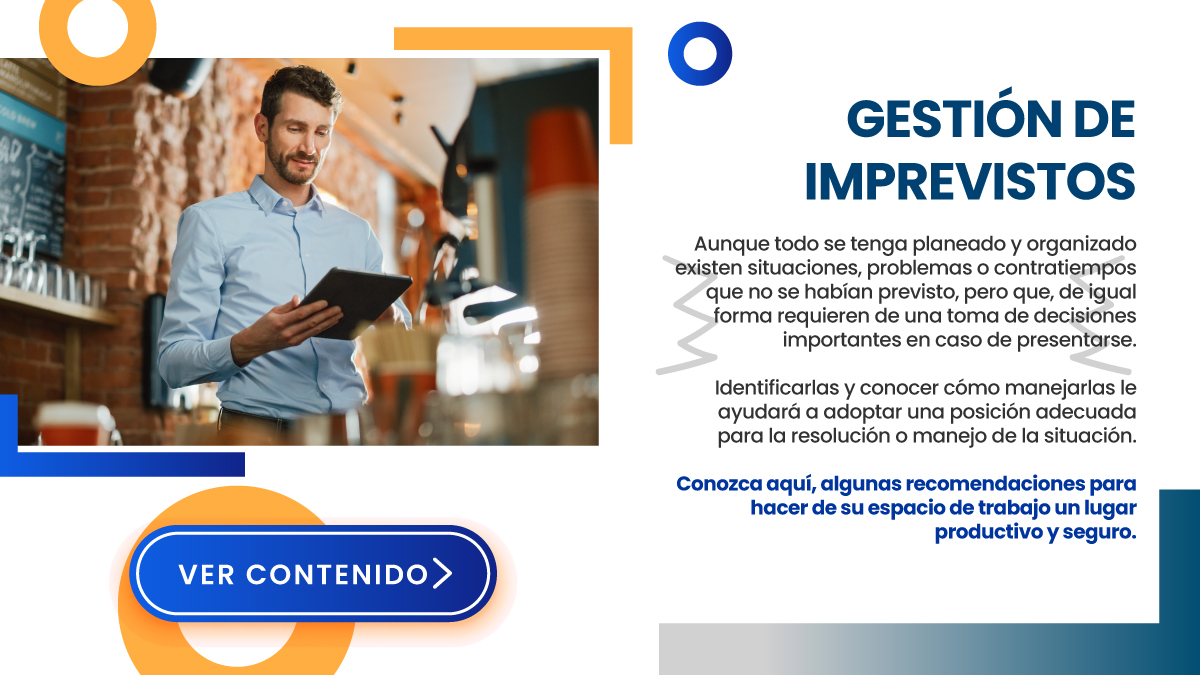 GESTIÓN DE
IMPREVISTOS
Aunque todo se tenga planeado y organizado
existen situaciones, problemas o contratiempos
que no se habían previsto, pero que, de igual
forma requieren de una toma de decisiones
importantes en caso de presentarse.
Identificarlas y conocer cómo manejarlas le
ayudará a adoptar una posición adecuada
para la resolución o manejo de la situación.
Conozca aquí, algunas recomendaciones para
hacer de su espacio de trabajo un lugar
productivo y seguro.
VER CONTENIDO